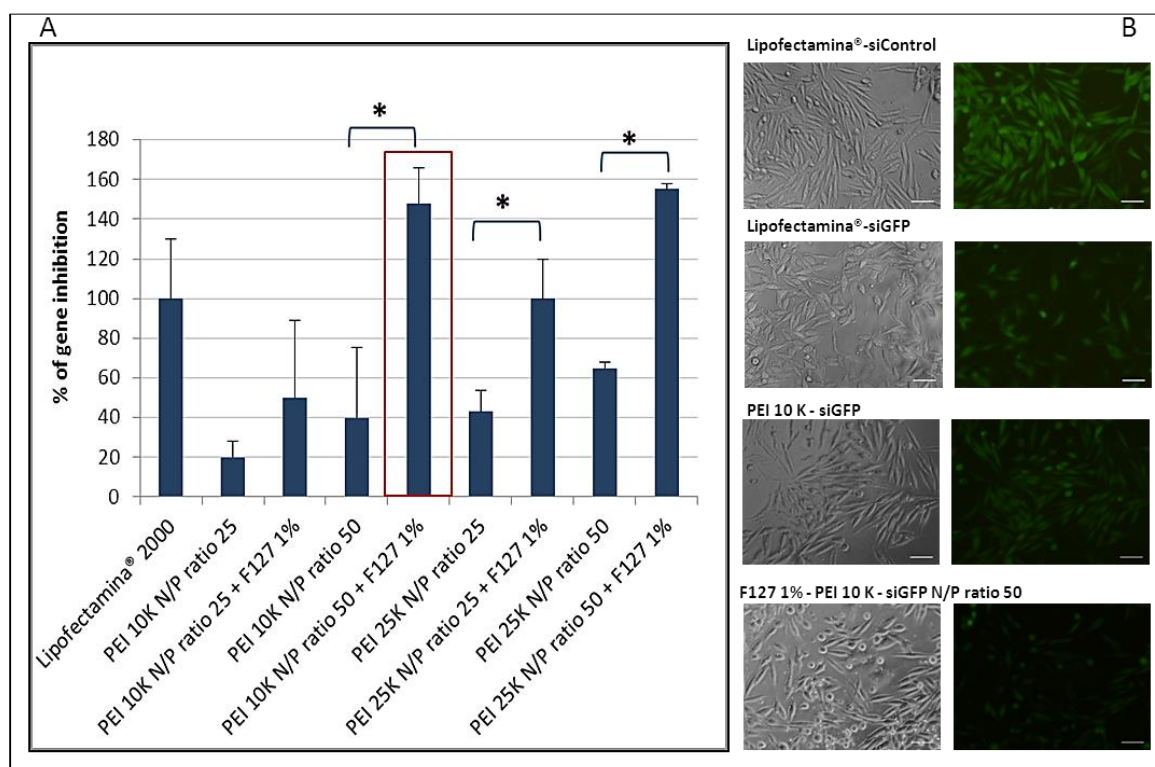 A
B
% of gene inhibition
180
160
140
120
100
80
60
40
20
0
*
*
*
Lipofectamina® 2000
PEI 10K N/P ratio 25
PEI 10K N/P ratio 25 + F127 1%
PEI 10K N/P ratio 50
PEI 10K N/P ratio 50 + F127 1%
PEI 25K N/P ratio 25
PEI 25K N/P ratio 25 + F127 1%
PEI 25K N/P ratio 50
PEI 25K N/P ratio 50 + F127 1%
Lipofectamina®-siControl
Lipofectamina®-siGFP
PEI 10 K - siGFP
F127 1% - PEI 10 K - siGFP N/P ratio 50